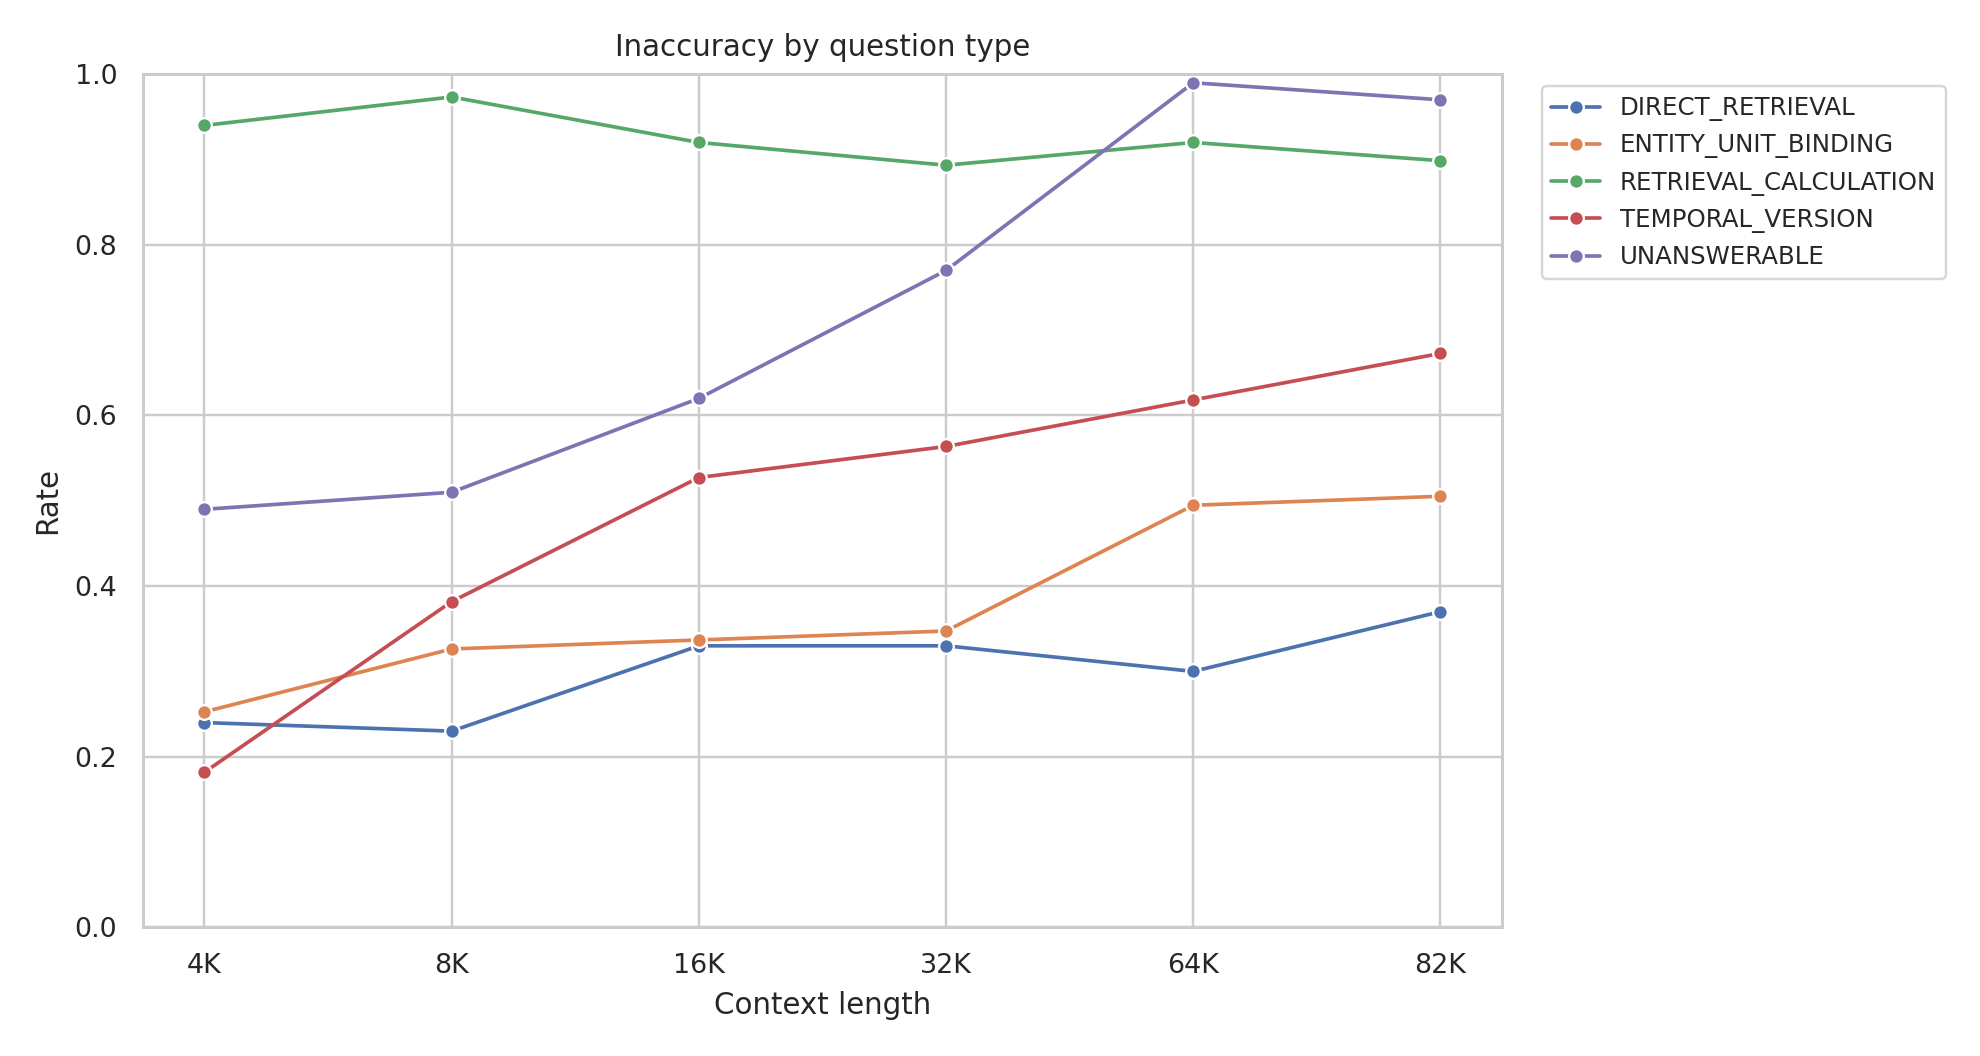 Inaccuracy by question type
1.0
0.8
0.6
0.4
0.2
0.0
Rate
4K 8K 16K 32K 64K 82K
Context length
DIRECT_RETRIEVAL
ENTITY_UNIT_BINDING
RETRIEVAL_CALCULATION
TEMPORAL_VERSION
UNANSWERABLE